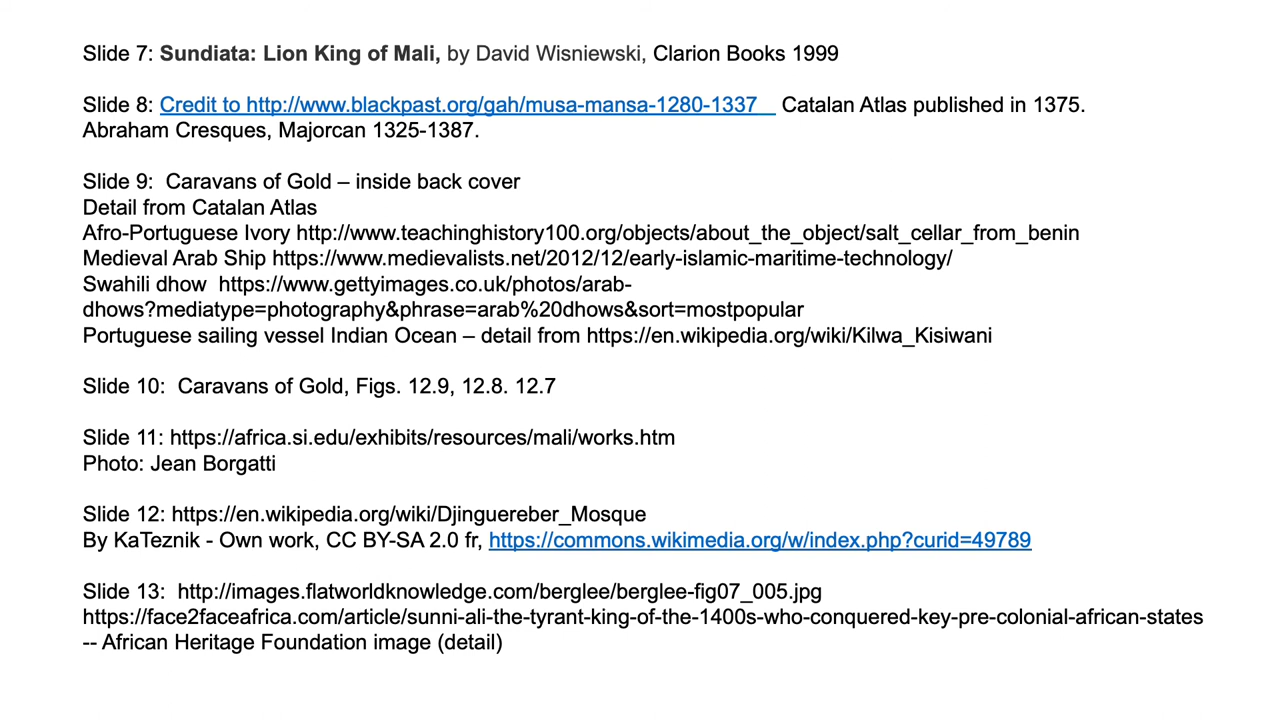 Slide 7: Sundiata: Lion King of Mali, by David Wisniewski, Clarion Books 1999
Slide 8: Credit to http://www.blackpast.org/gah/musa-mansa-1280-1337 Catalan Atlas published in 1375.
Abraham Cresques, Majorcan 1325-1387.
Slide 9: Caravans of Gold – inside back cover
Detail from Catalan Atlas
Afro-Portuguese Ivory http://www.teachinghistory100.org/objects/about_the_object/salt_cellar_from_benin
Medieval Arab Ship https://www.medievalists.net/2012/12/early-islamic-maritime-technology/
Swahili dhow https://www.gettyimages.co.uk/photos/arab-
dhows?mediatype=photography&phrase=arab%20dhows&sort=mostpopular
Portuguese sailing vessel Indian Ocean – detail from https://en.wikipedia.org/wiki/Kilwa_Kisiwani
Slide 10: Caravans of Gold, Figs. 12.9, 12.8. 12.7
Slide 11: https://africa.si.edu/exhibits/resources/mali/works.htm
Photo: Jean Borgatti
Slide 12: https://en.wikipedia.org/wiki/Djinguereber_Mosque
By KaTeznik - Own work, CC BY-SA 2.0 fr, https://commons.wikimedia.org/w/index.php?curid=49789
Slide 13: http://images.flatworldknowledge.com/berglee/berglee-fig07_005.jpg
https://face2faceafrica.com/article/sunni-ali-the-tyrant-king-of-the-1400s-who-conquered-key-pre-colonial-african-states
-- African Heritage Foundation image (detail)